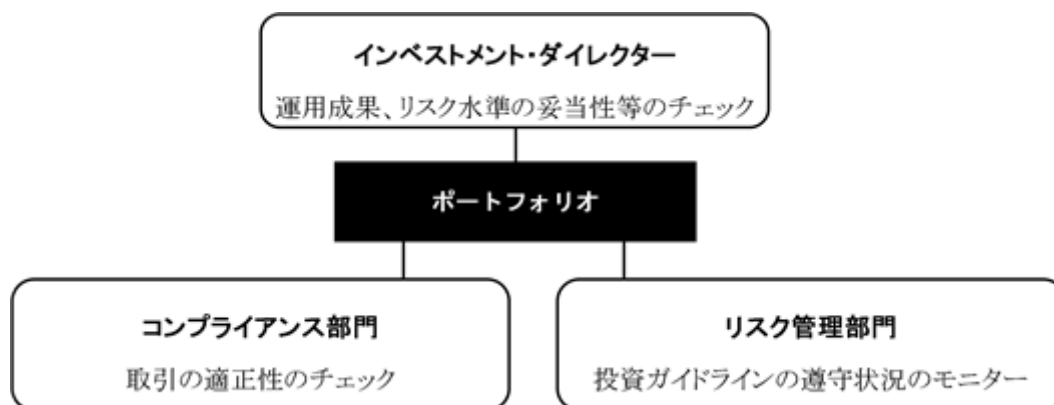 インベストメント・ダイレクター
運用成果、リスク水準の妥当性等のチェック
ポートフォリオ
コンプライアンス部門
取引の適正性のチェック
リスク管理部門
投資ガイドラインの遵守状況のモニター